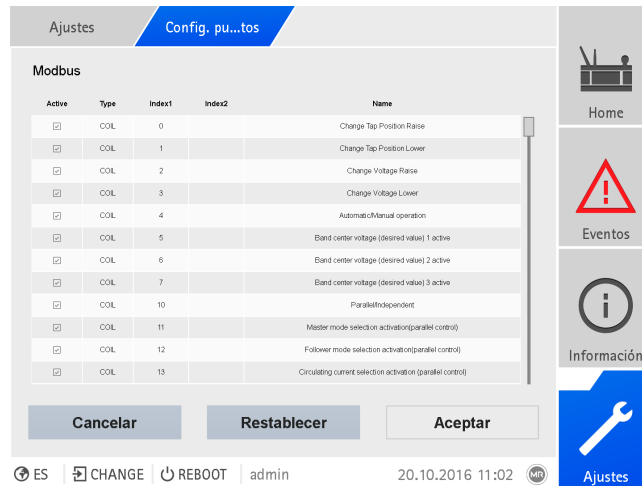 Ajustes
Config. pu...tos
Modbus
Active Type Index1 Index2 Name
COIL 0 Change Tap Position Raise
COIL 1 Change Tap Position Lower
COIL 2 Change Voltage Raise
COIL 3 Change Voltage Lower
COIL 4 Automatic/Manual operation
COIL 5 Band center voltage (desired value) 1 active
COIL 6 Band center voltage (desired value) 2 active
COIL 7 Band center voltage (desired value) 3 active
COIL 10 Parallel/Independent
COIL 11 Master mode selection activation(parallel control)
COIL 12 Follower mode selection activation(parallel control)
COIL 13 Circulating current selection activation (parallel control)
Cancelar Restablecer Aceptar
ES CHANGE REBOOT admin 20.10.2016 11:02 MR
Home
Eventos
Información
Ajustes